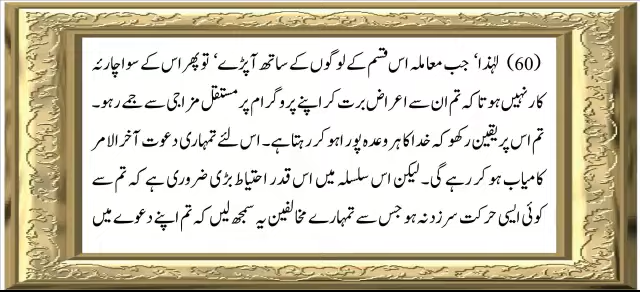 (60) لہٰذا‘ جب معاملہ اس قسم کے لوگوں کے ساتھ آپڑے‘ تو پھر اس کے سوا چارئہ
کار نہیں ہوتا کہ تم ان سے اعراض برت کر اپنے پروگرام پر مستقل مزاجی سے جمے رہو۔
تم اس پر یقین رکھو کہ خدا کا ہر وعدہ پورا ہو کر رہتا ہے۔ اس لئے تمہاری دعوت آخر الامر
کامیاب ہو کر رہے گی۔ لیکن اس سلسلہ میں اس قدر احتیاط بڑی ضروری ہے کہ تم سے
کوئی ایسی حرکت سرزد نہ ہو جس سے تمہارے مخالفین یہ سمجھ لیں کہ تم اپنے دعوے میں